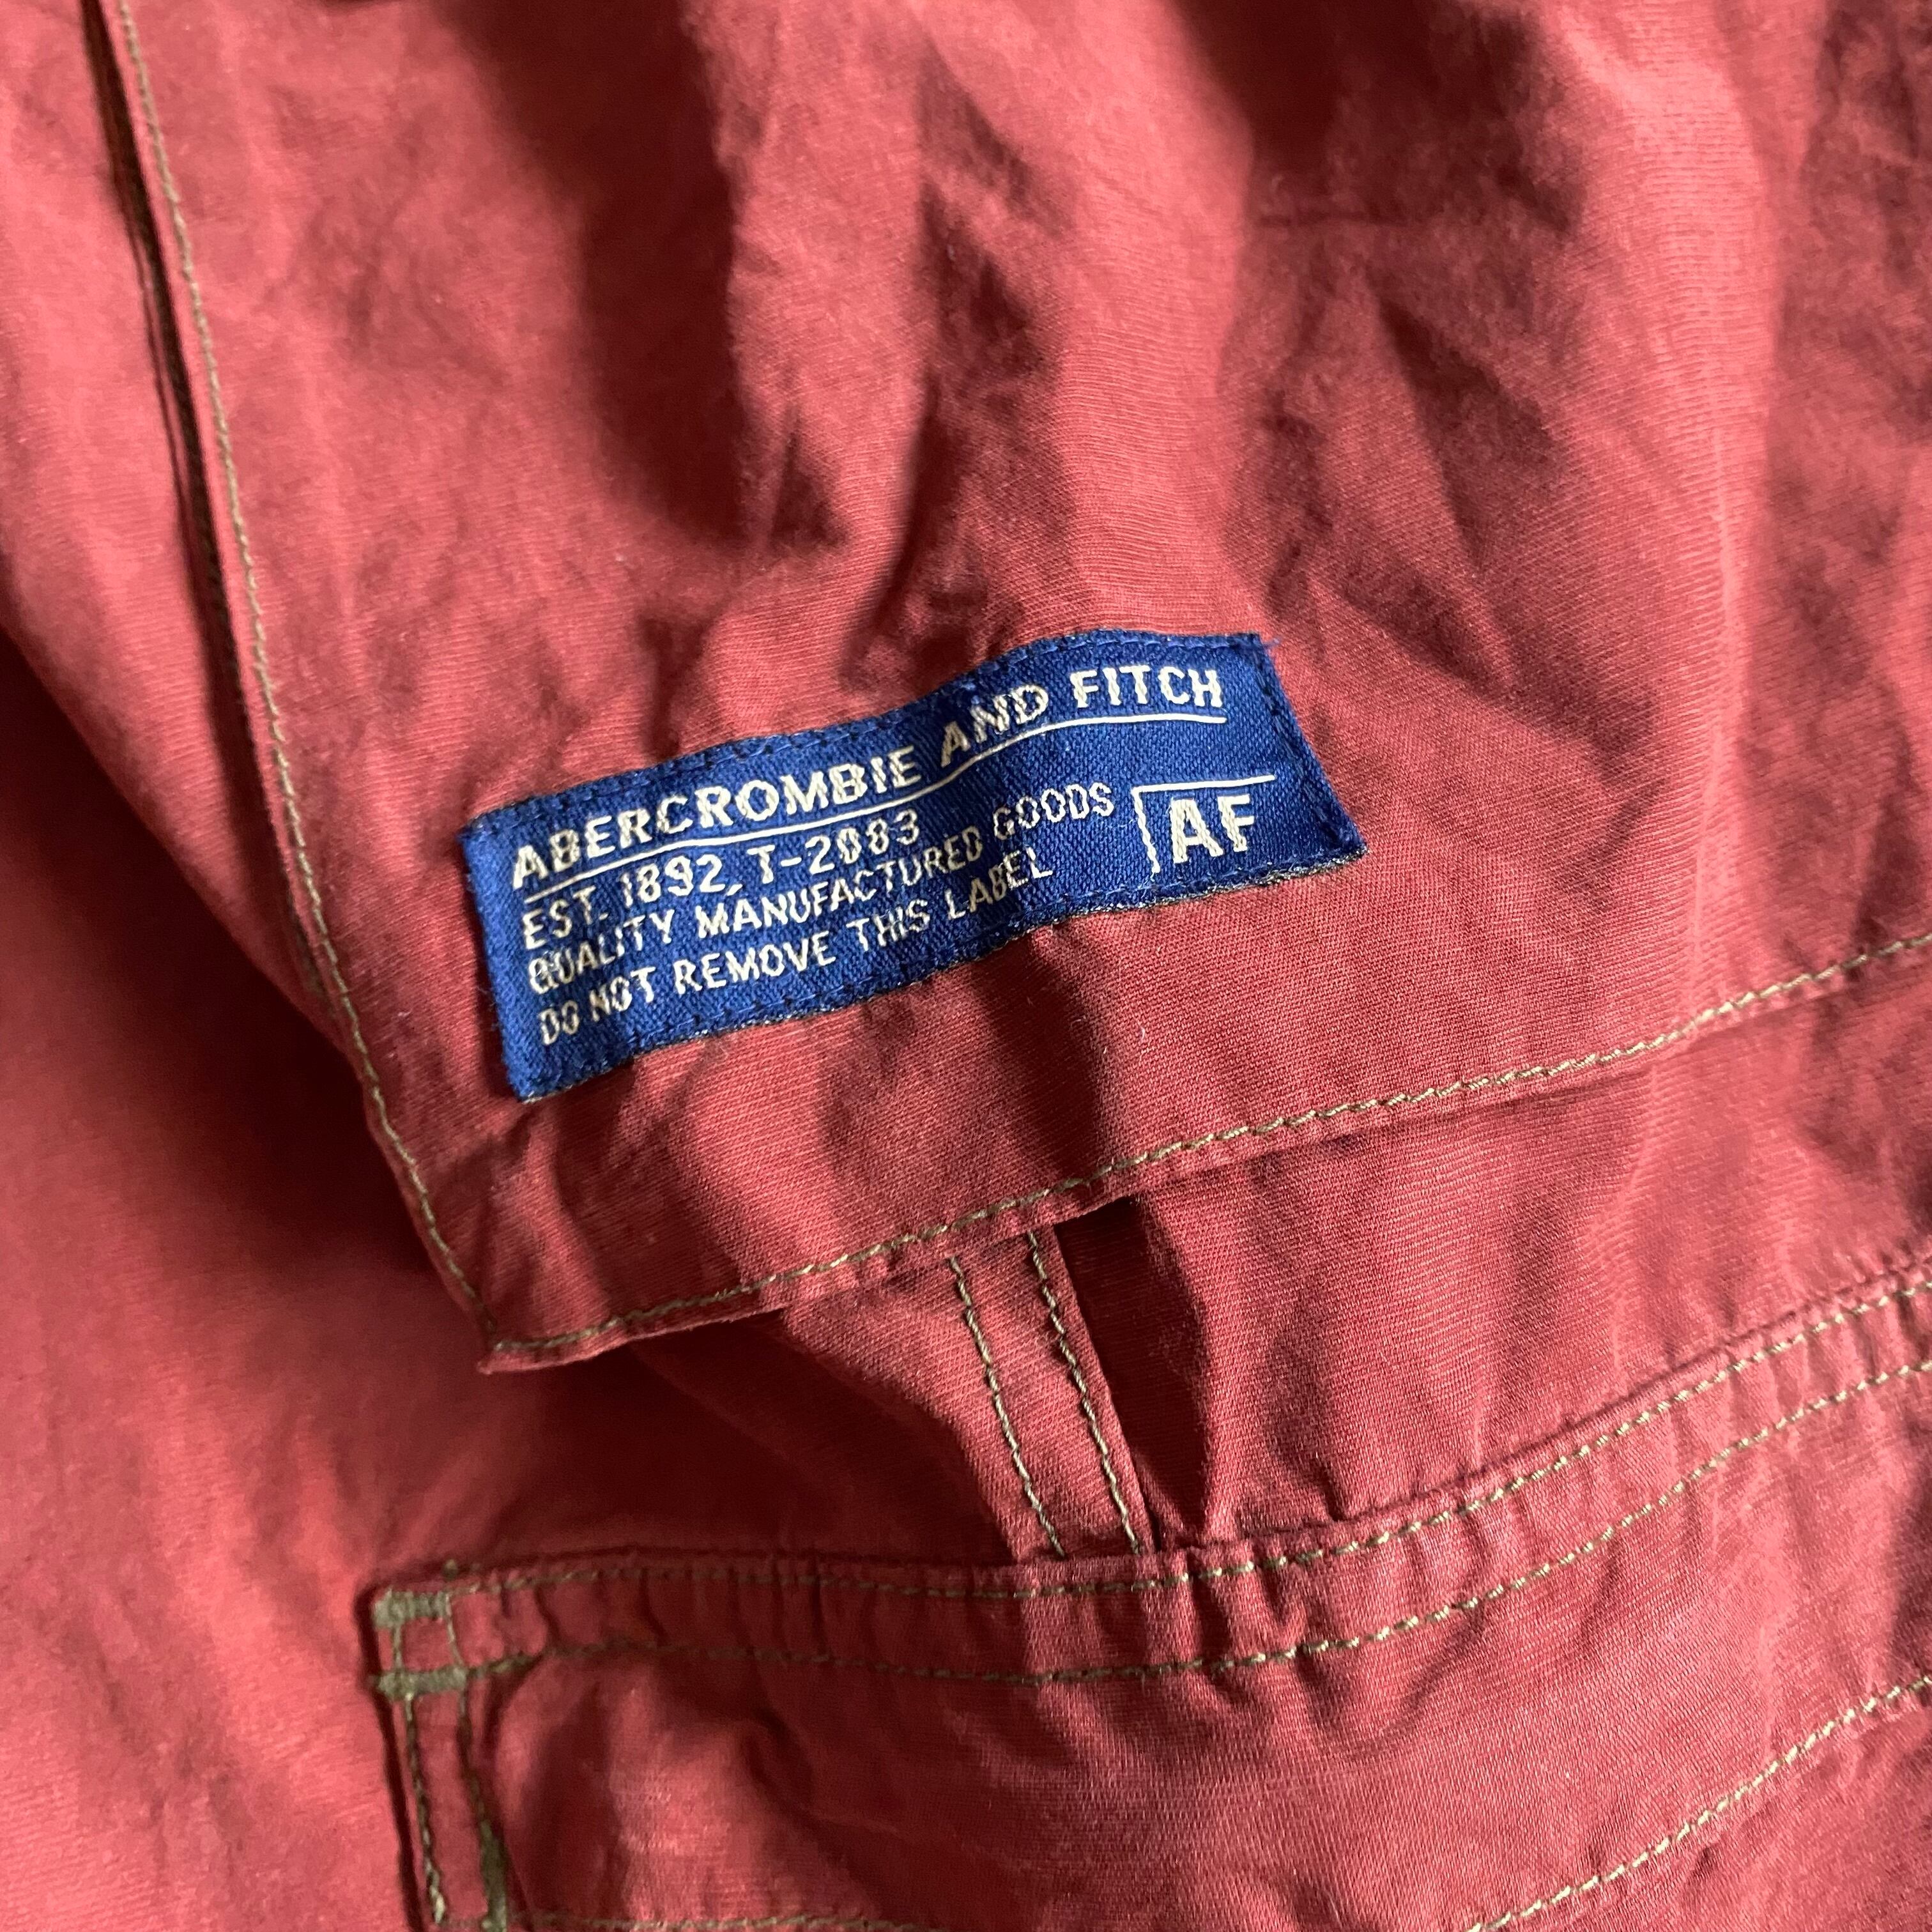 ABERCROMBIE AND FITCH
EST. 1892, T-2083
QUALITY MANUFACTURED GOODS
DO NOT REMOVE THIS LABEL
AF